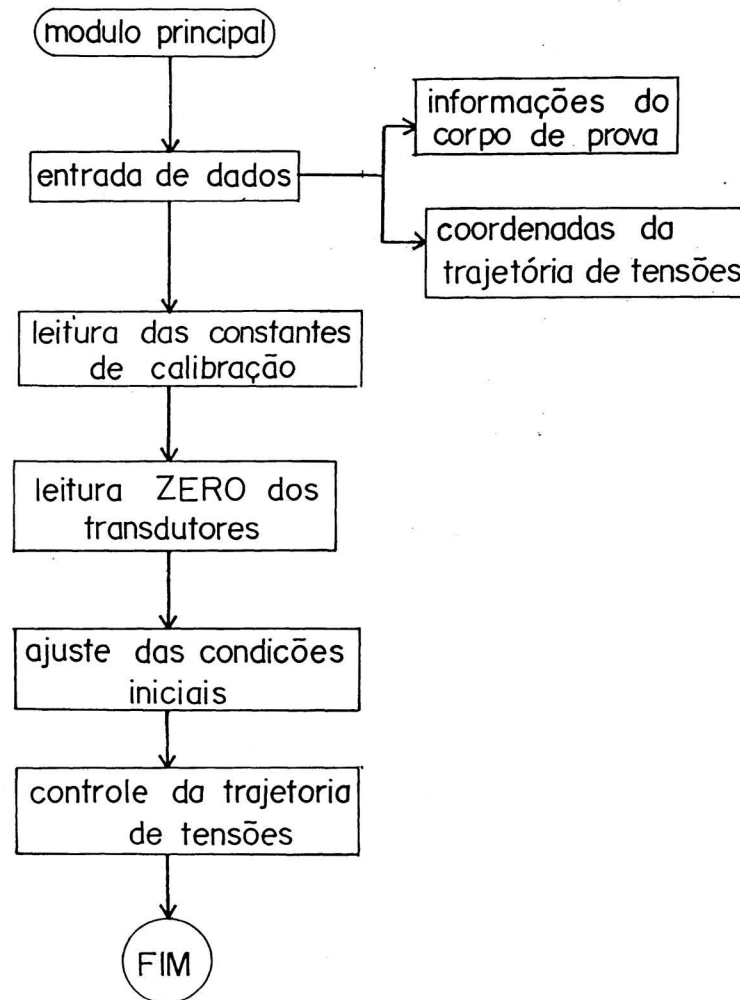 modulo principal
entrada de dados
informações do
corpo de prova
coordenadas da
trajetória de tensões
leitura das constantes
de calibração
leitura ZERO dos
transdutores
ajuste das condicões
iniciais
controle da trajetoria
de tensões
FIM